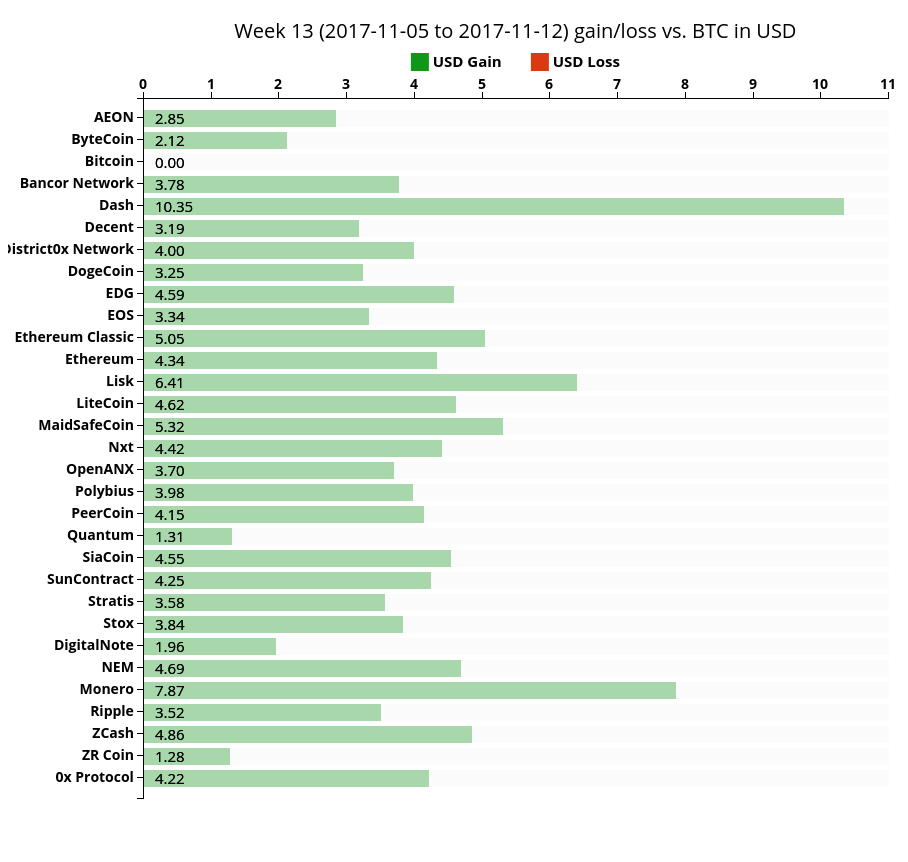 Week 13 (2017-11-05 to 2017-11-12) gain/loss vs. BTC in USD
USD Gain USD Loss
0 1 2 3 4 5 6 7 8 9 10 11
AEON 2.85
ByteCoin 2.12
Bitcoin 0.00
Bancor Network 3.78
Dash 10.35
Decent 3.19
istrict0x Network 4.00
DogeCoin 3.25
EDG 4.59
EOS 3.34
Ethereum Classic 5.05
Ethereum 4.34
Lisk 6.41
LiteCoin 4.62
MaidSafeCoin 5.32
Nxt 4.42
OpenANX 3.70
Polybius 3.98
PeerCoin 4.15
Quantum 1.31
SiaCoin 4.55
SunContract 4.25
Stratis 3.58
Stox 3.84
DigitalNote 1.96
NEM 4.69
Monero 7.87
Ripple 3.52
ZCash 4.86
ZR Coin 1.28
0x Protocol 4.22